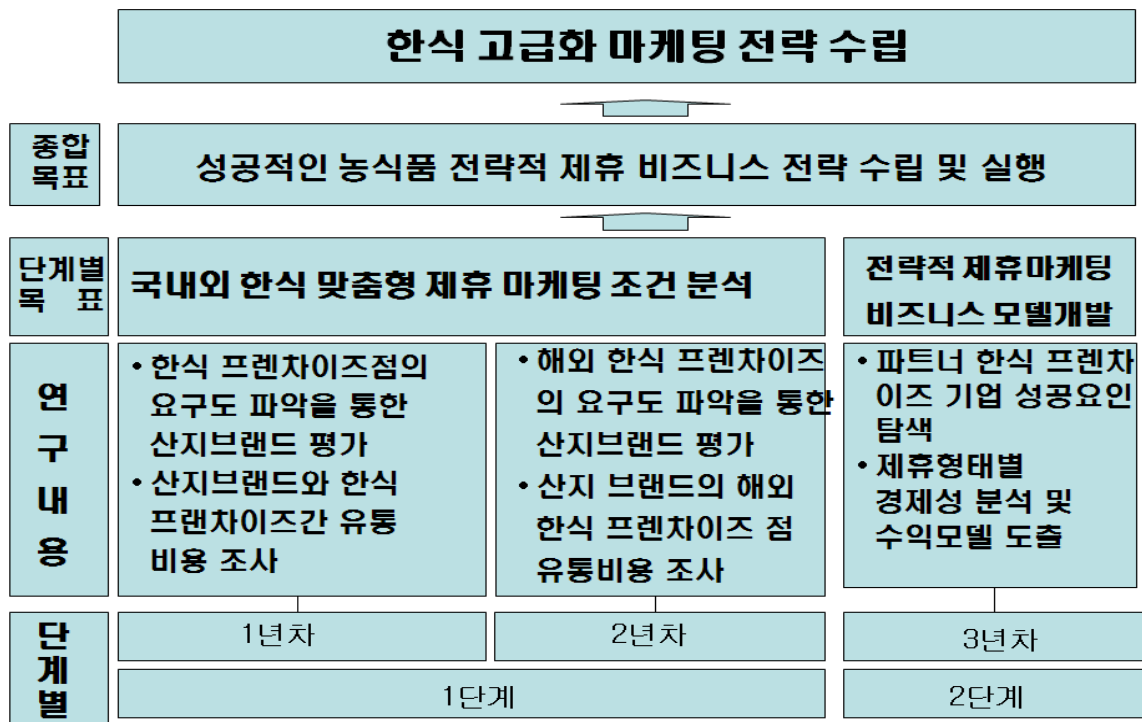 한식 고급화 마케팅 전략 수립
종합
목표
성공적인 농식품 전략적 제휴 비즈니스 전략 수립 및 실행
단계별
목 표
국내외 한식 맞춤형 제휴 마케팅 조건 분석
전략적 제휴마케팅
비즈니스 모델개발
연
구
내
용
• 한식 프렌차이즈점의
요구도 파악을 통한
산지브랜드 평가
• 산지브랜드와 한식
프랜차이즈간 유통
비용 조사
• 해외 한식 프렌차이즈
의 요구도 파악을 통한
산지브랜드 평가
• 산지 브랜드의 해외
한식 프렌차이즈 점
유통비용 조사
• 파트너 한식 프렌차
이즈 기업 성공요인
탐색
• 제휴형태별
경제성 분석 및
수익모델 도출
단
계
별
1년차
2년차
3년차
1단계
2단계